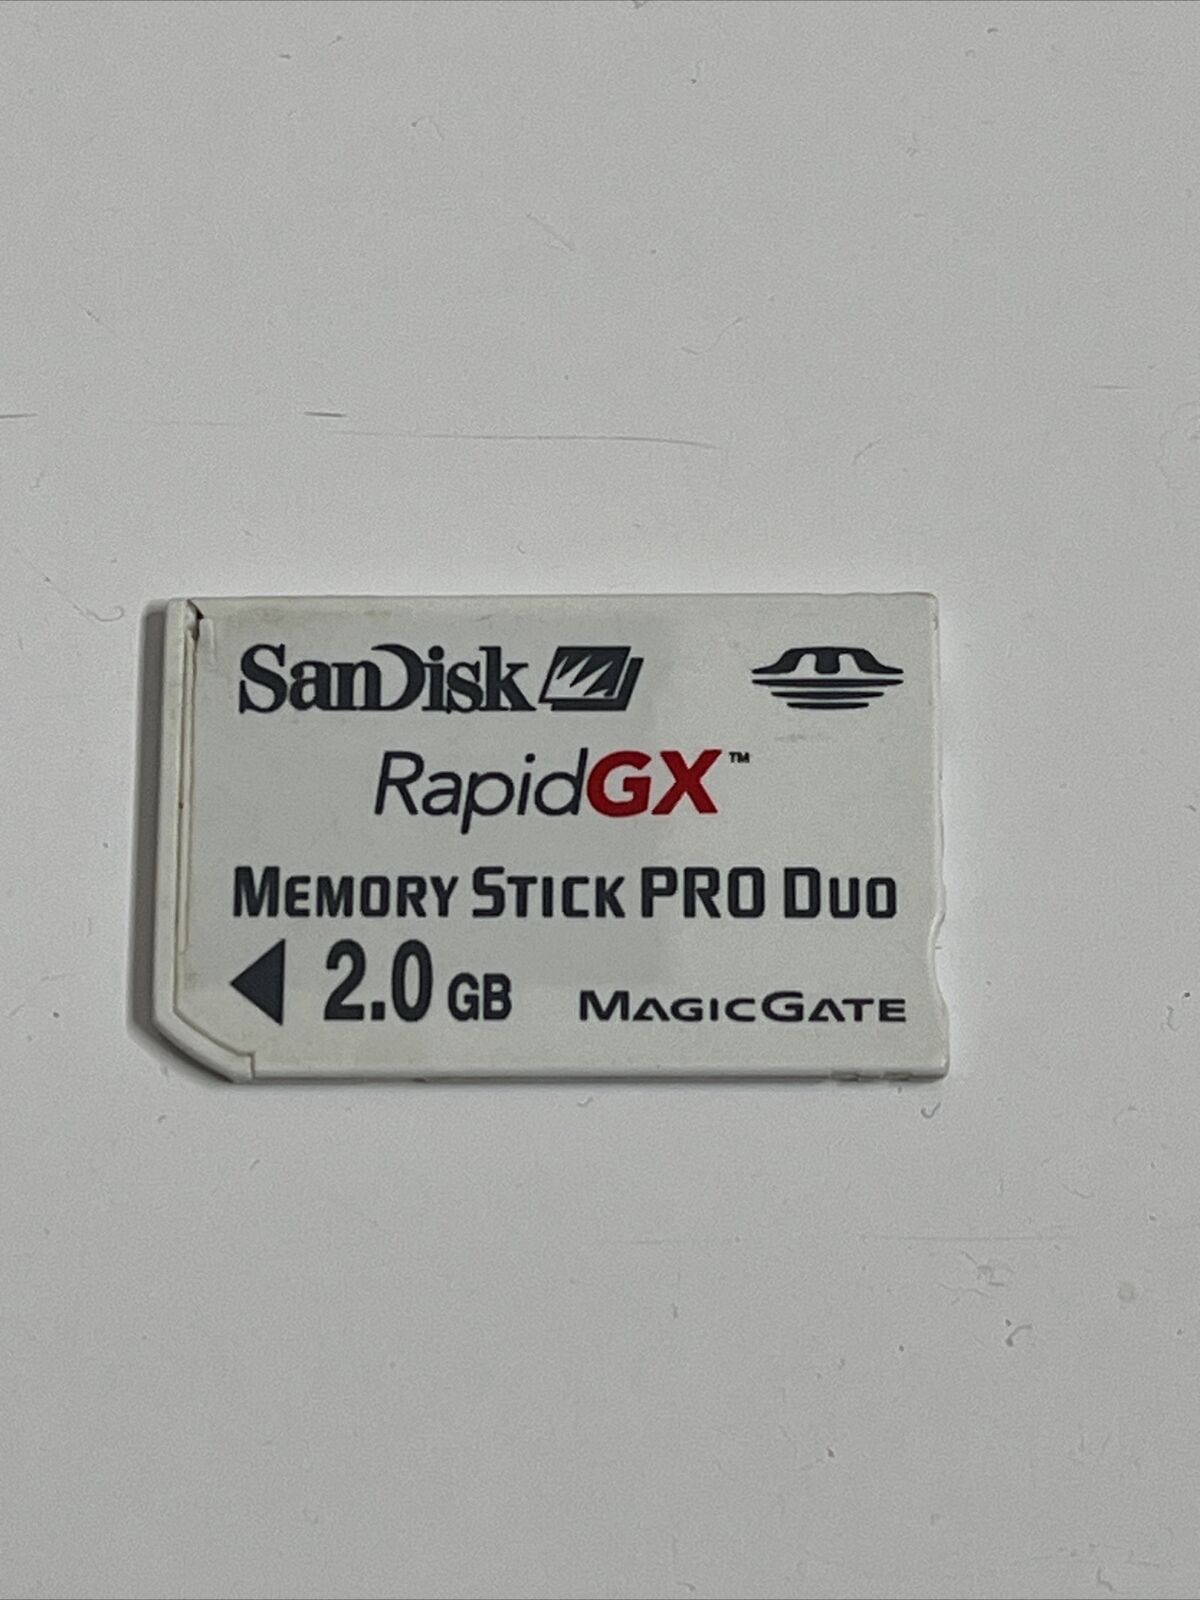 SanDisk
RapidGX™
MEMORY STICK PRO DUO
2.0 GB MAGICGATE